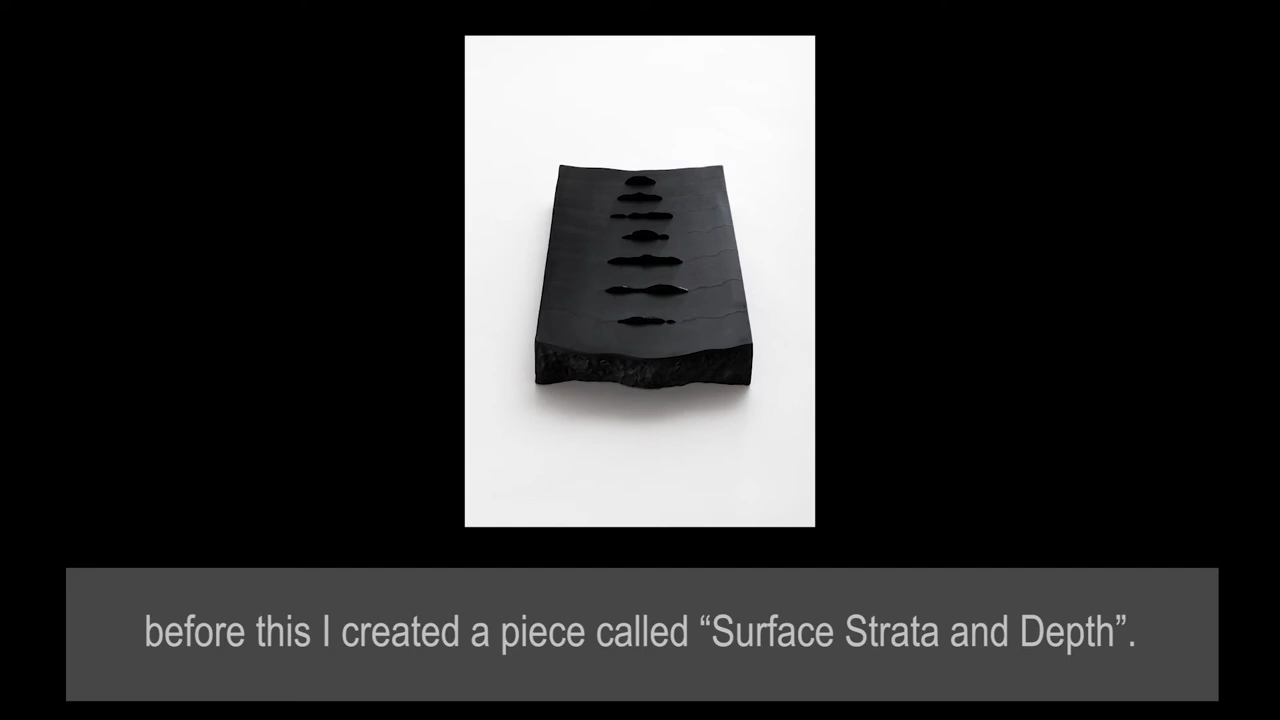 before this I created a piece called “Surface Strata and Depth”.